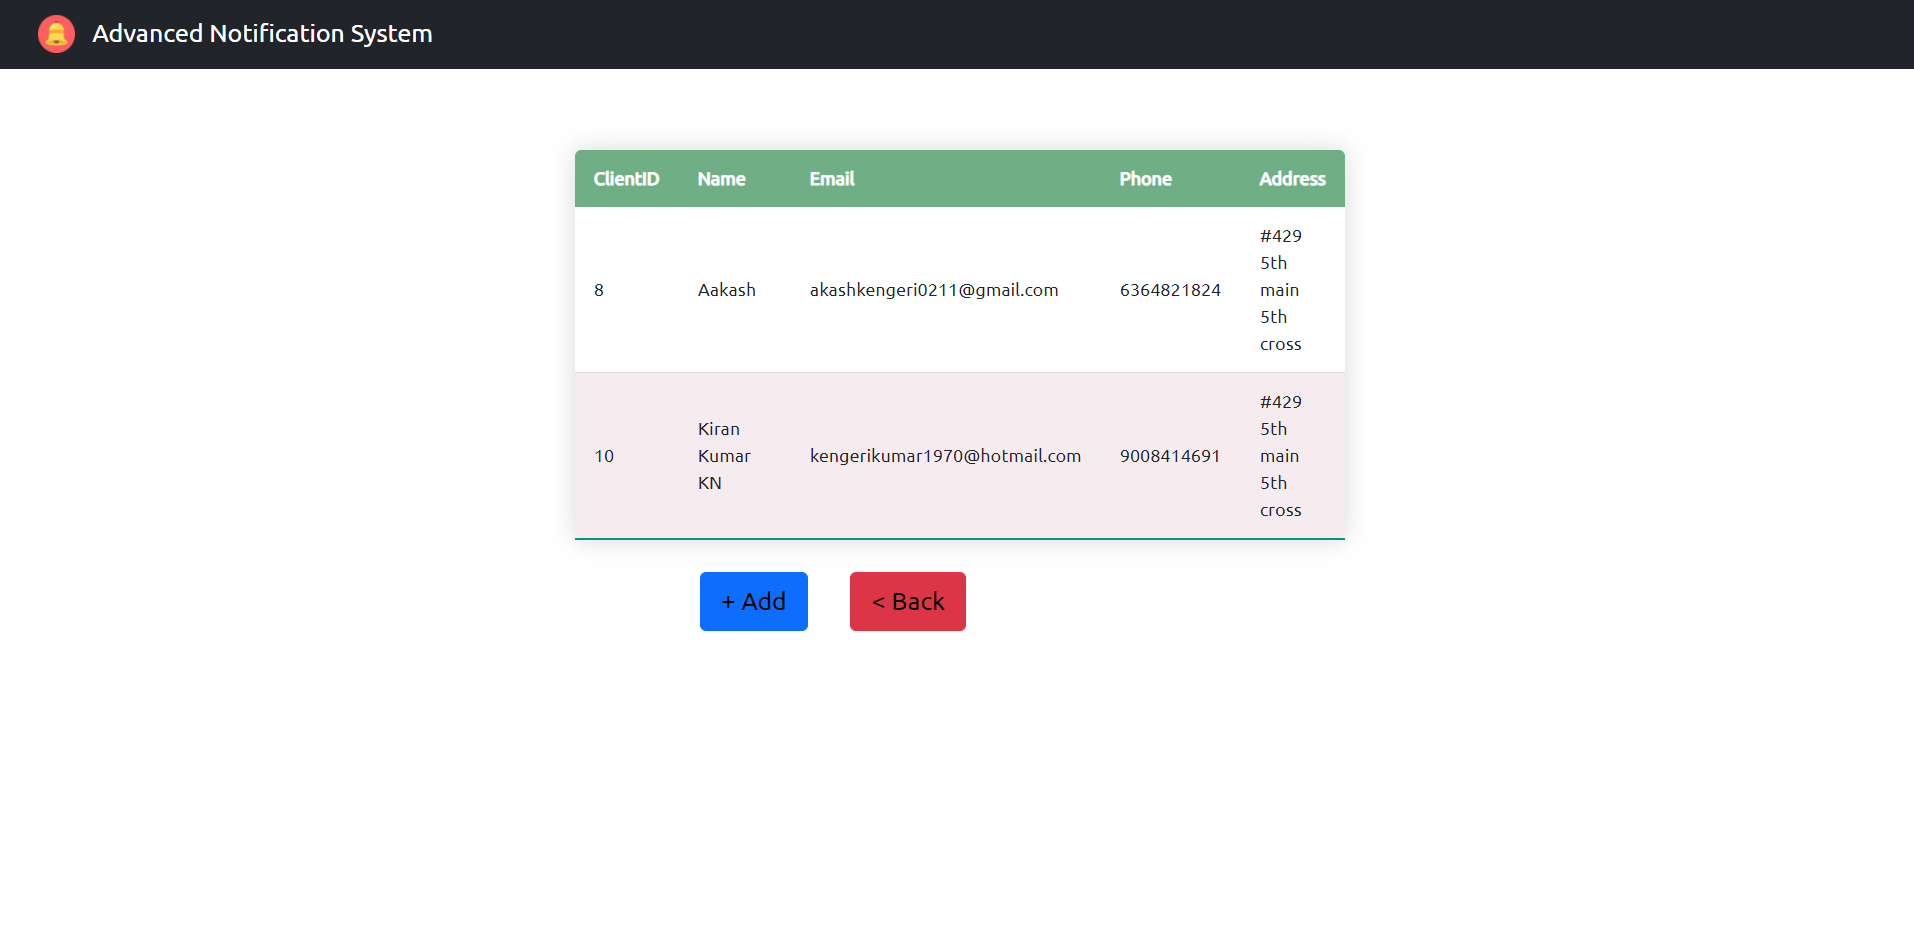 Advanced Notification System
ClientID Name Email Phone Address
8 Aakash akashkengeri0211@gmail.com 6364821824 #429
5th
main
5th
cross
10 Kiran
Kumar
KN kengerikumar1970@hotmail.com 9008414691 #429
5th
main
5th
cross
+ Add < Back